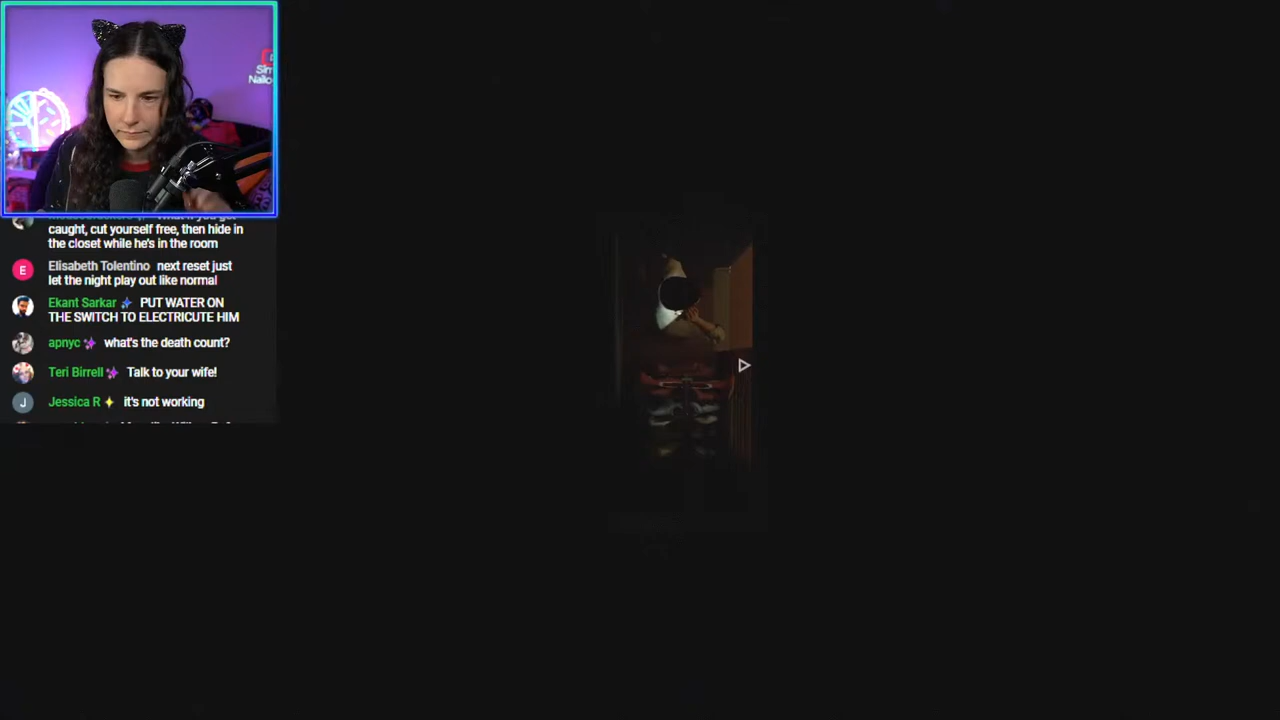 caught, cut yourself free, then hide
in the closet while he's in the room
E
Elisabeth Tolentino next reset just
let the night play out like normal
Ekant Sarkar PUT WATER ON
THE SWITCH TO ELECTRICUTE HIM
apnyc what's the death count?
Teri Birrell Talk to your wife!
J
Jessica R it's not working